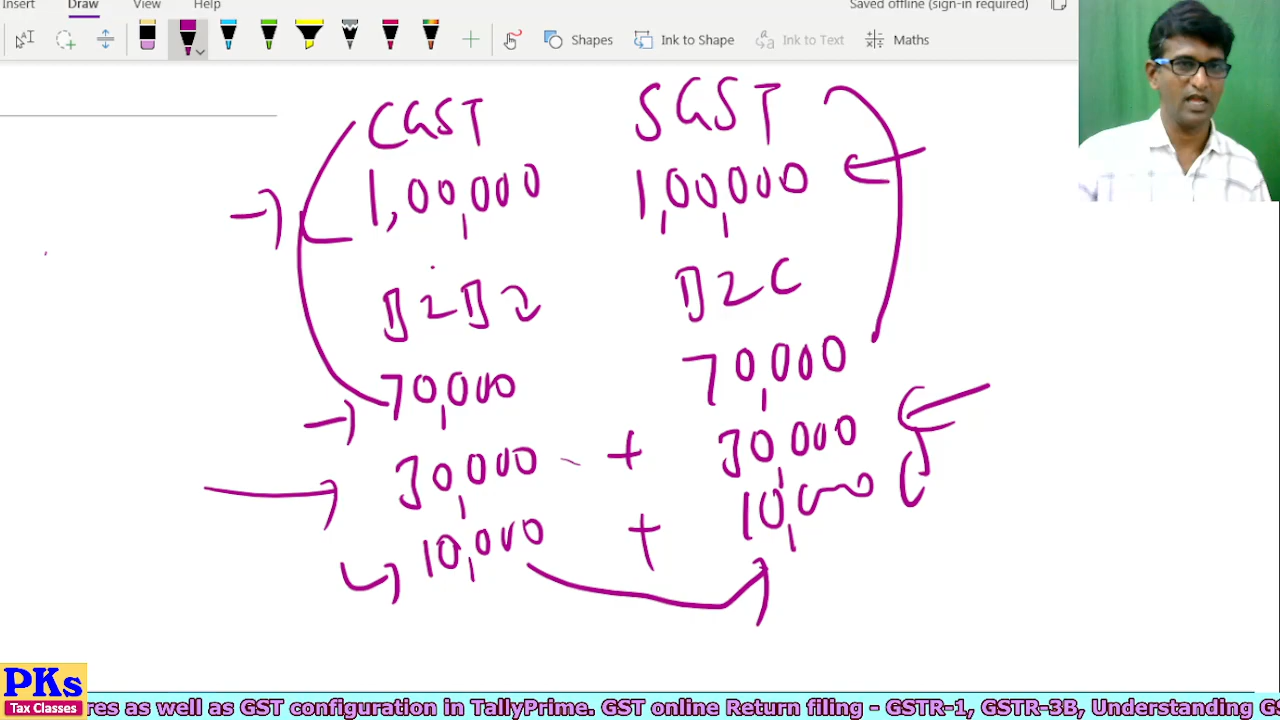 Insert Draw View Help Saved offline (sign-in required)
Shapes Ink to Shape Ink to Text Maths
CGST SGST
1,00,000 1,00,000
B2B2 B2C
70,000 70,000
30,000 + 30,000
10,000 + 10,000
PKs
Tax Classes
res as well as GST configuration in TallyPrime. GST online Return filing - GSTR-1, GSTR-3B, Understanding GS